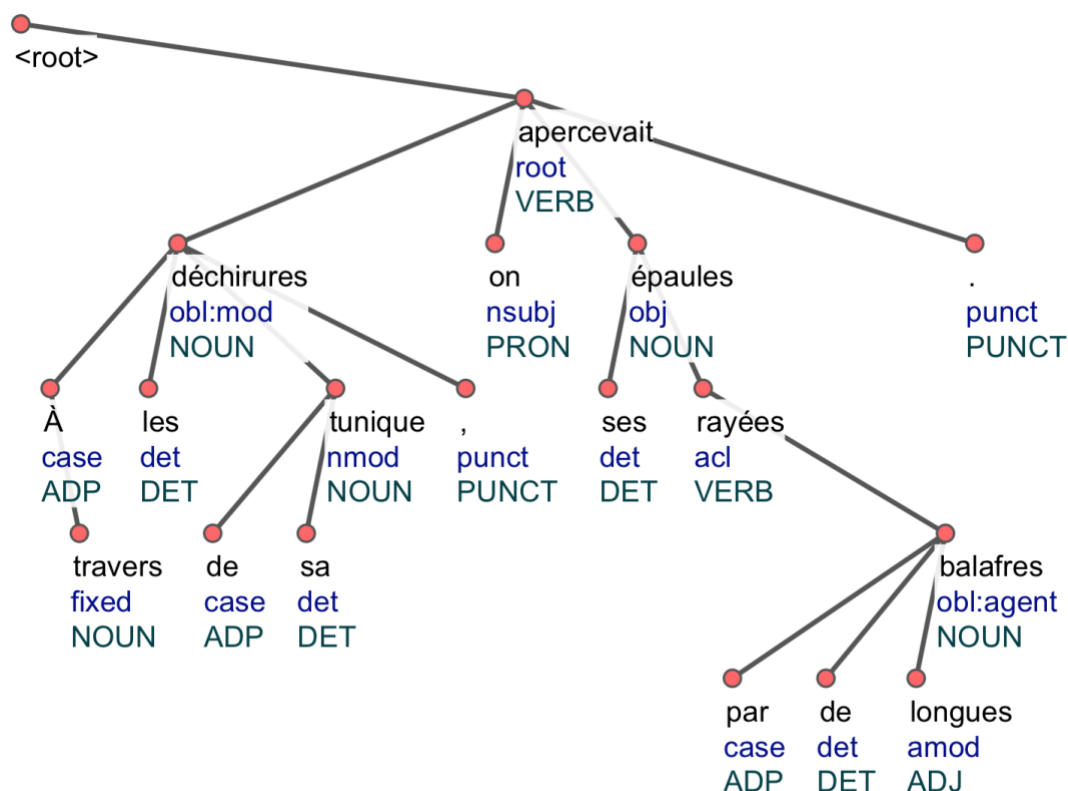 <root>
apercevait
root
VERB
déchirures
obl:mod
NOUN
on
nsubj
PRON
épaules
obj
NOUN
.
punct
PUNCT
À
case
ADP
les
det
DET
tunique
nmod
NOUN
,
punct
PUNCT
ses
det
DET
rayées
acl
VERB
travers
fixed
NOUN
de
case
ADP
sa
det
DET
balafres
obl:agent
NOUN
par
case
ADP
de
det
DET
longues
amod
ADJ